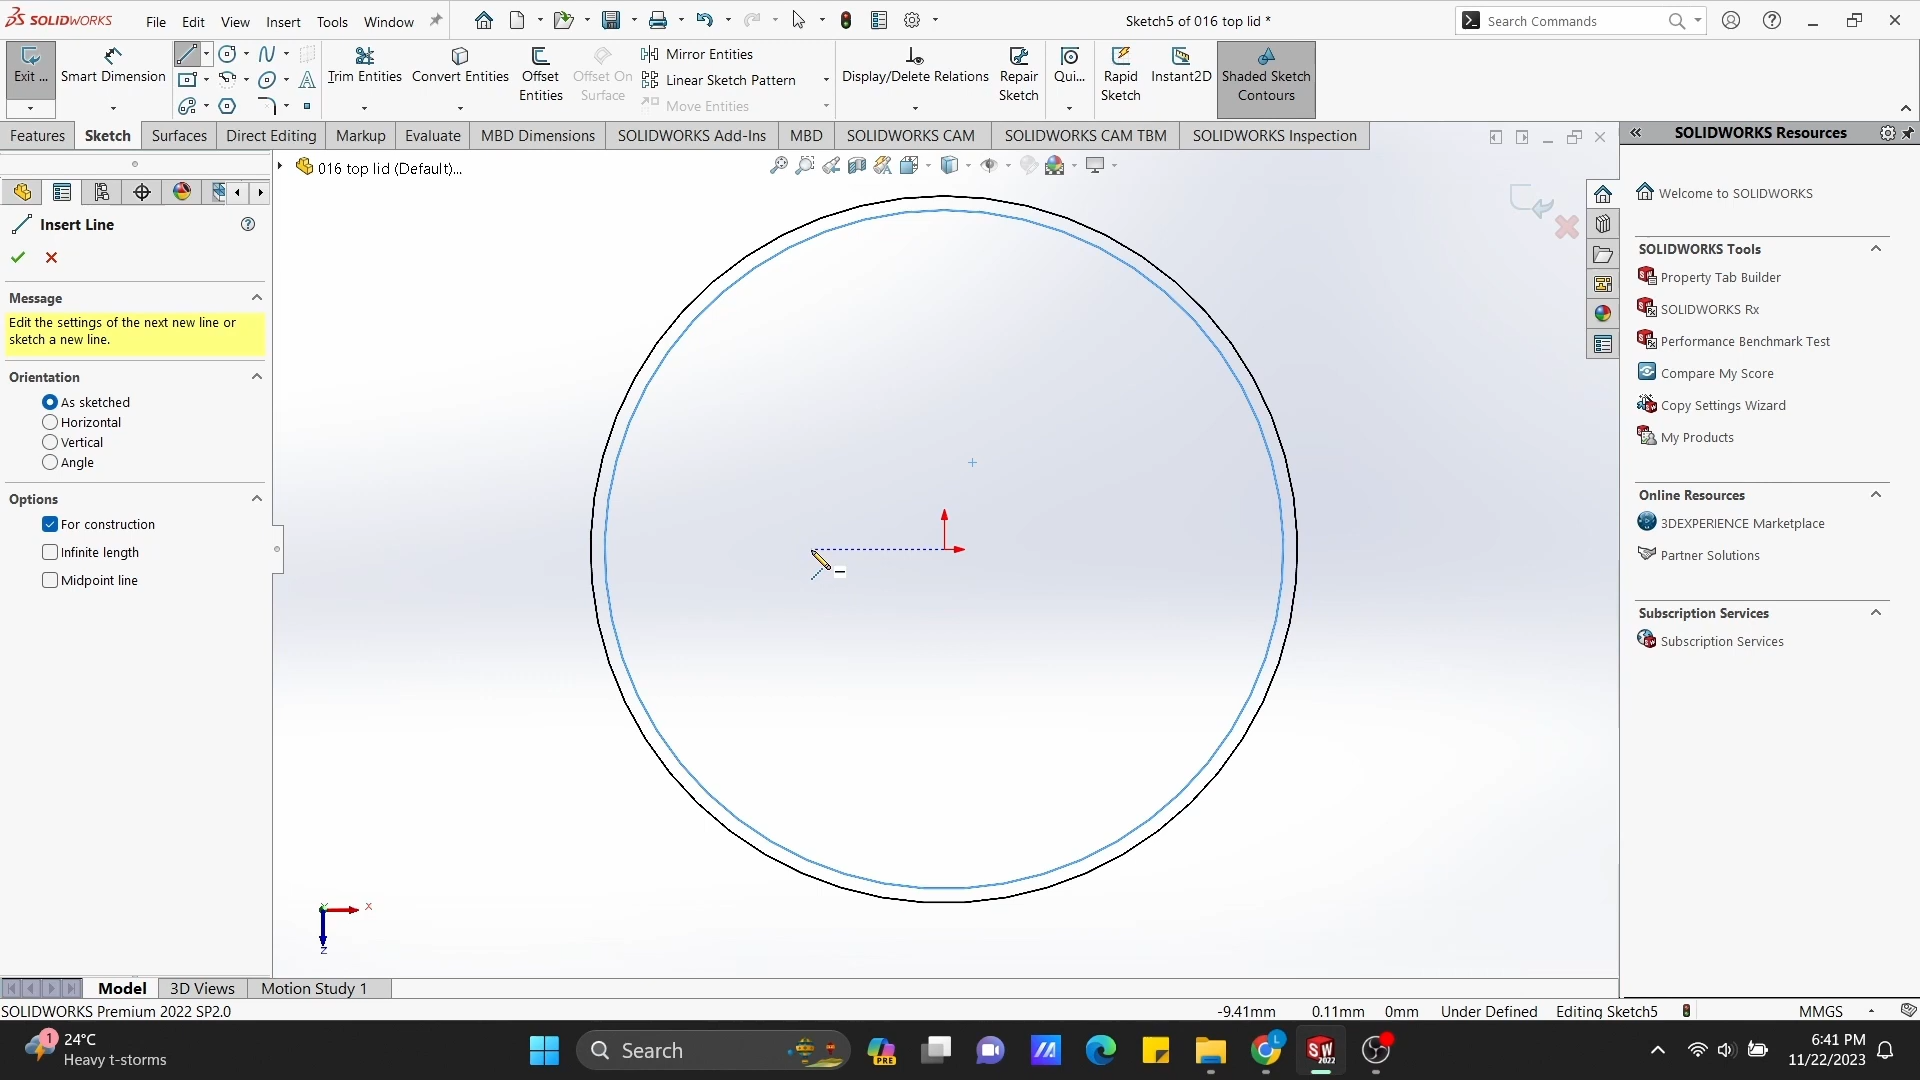 SOLIDWORKS
File
Edit
View
Insert
Tools
Window
Sketch5 of 016 top lid *
Search Commands
Exit ...
Smart Dimension
Trim Entities
Convert Entities
Offset
Entities
Offset On
Surface
Mirror Entities
Linear Sketch Pattern
Move Entities
Display/Delete Relations
Repair
Sketch
Qui...
Rapid
Sketch
Instant2D
Shaded Sketch
Contours
Features
Sketch
Surfaces
Direct Editing
Markup
Evaluate
MBD Dimensions
SOLIDWORKS Add-Ins
MBD
SOLIDWORKS CAM
SOLIDWORKS CAM TBM
SOLIDWORKS Inspection
016 top lid (Default)...
Insert Line
Message
Edit the settings of the next new line or
sketch a new line.
Orientation
As sketched
Horizontal
Vertical
Angle
Options
For construction
Infinite length
Midpoint line
Y
X
Z
SOLIDWORKS Resources
Welcome to SOLIDWORKS
SOLIDWORKS Tools
Property Tab Builder
SOLIDWORKS Rx
Performance Benchmark Test
Compare My Score
Copy Settings Wizard
My Products
Online Resources
3DEXPERIENCE Marketplace
Partner Solutions
Subscription Services
Subscription Services
Model
3D Views
Motion Study 1
SOLIDWORKS Premium 2022 SP2.0
-9.41mm
0.11mm
0mm
Under Defined
Editing Sketch5
MMGS
1
24°C
Heavy t-storms
Search
PRE
L
SW
2022
6:41 PM
11/22/2023